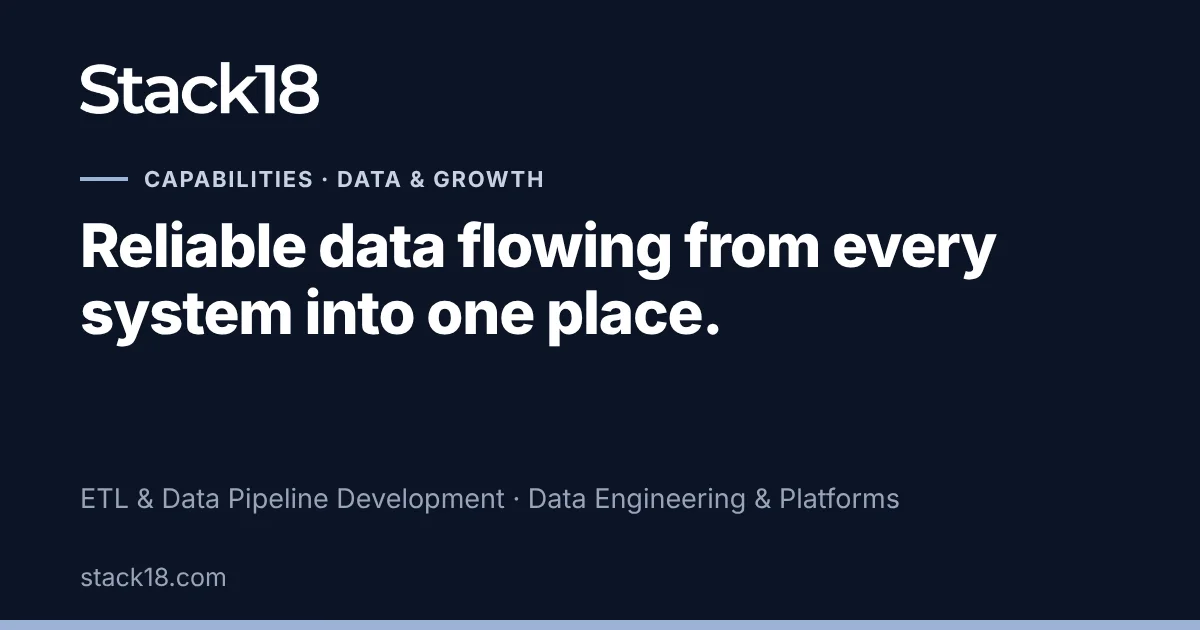 Stack18
CAPABILITIES · DATA & GROWTH
Reliable data flowing from every
system into one place.
ETL & Data Pipeline Development · Data Engineering & Platforms
stack18.com